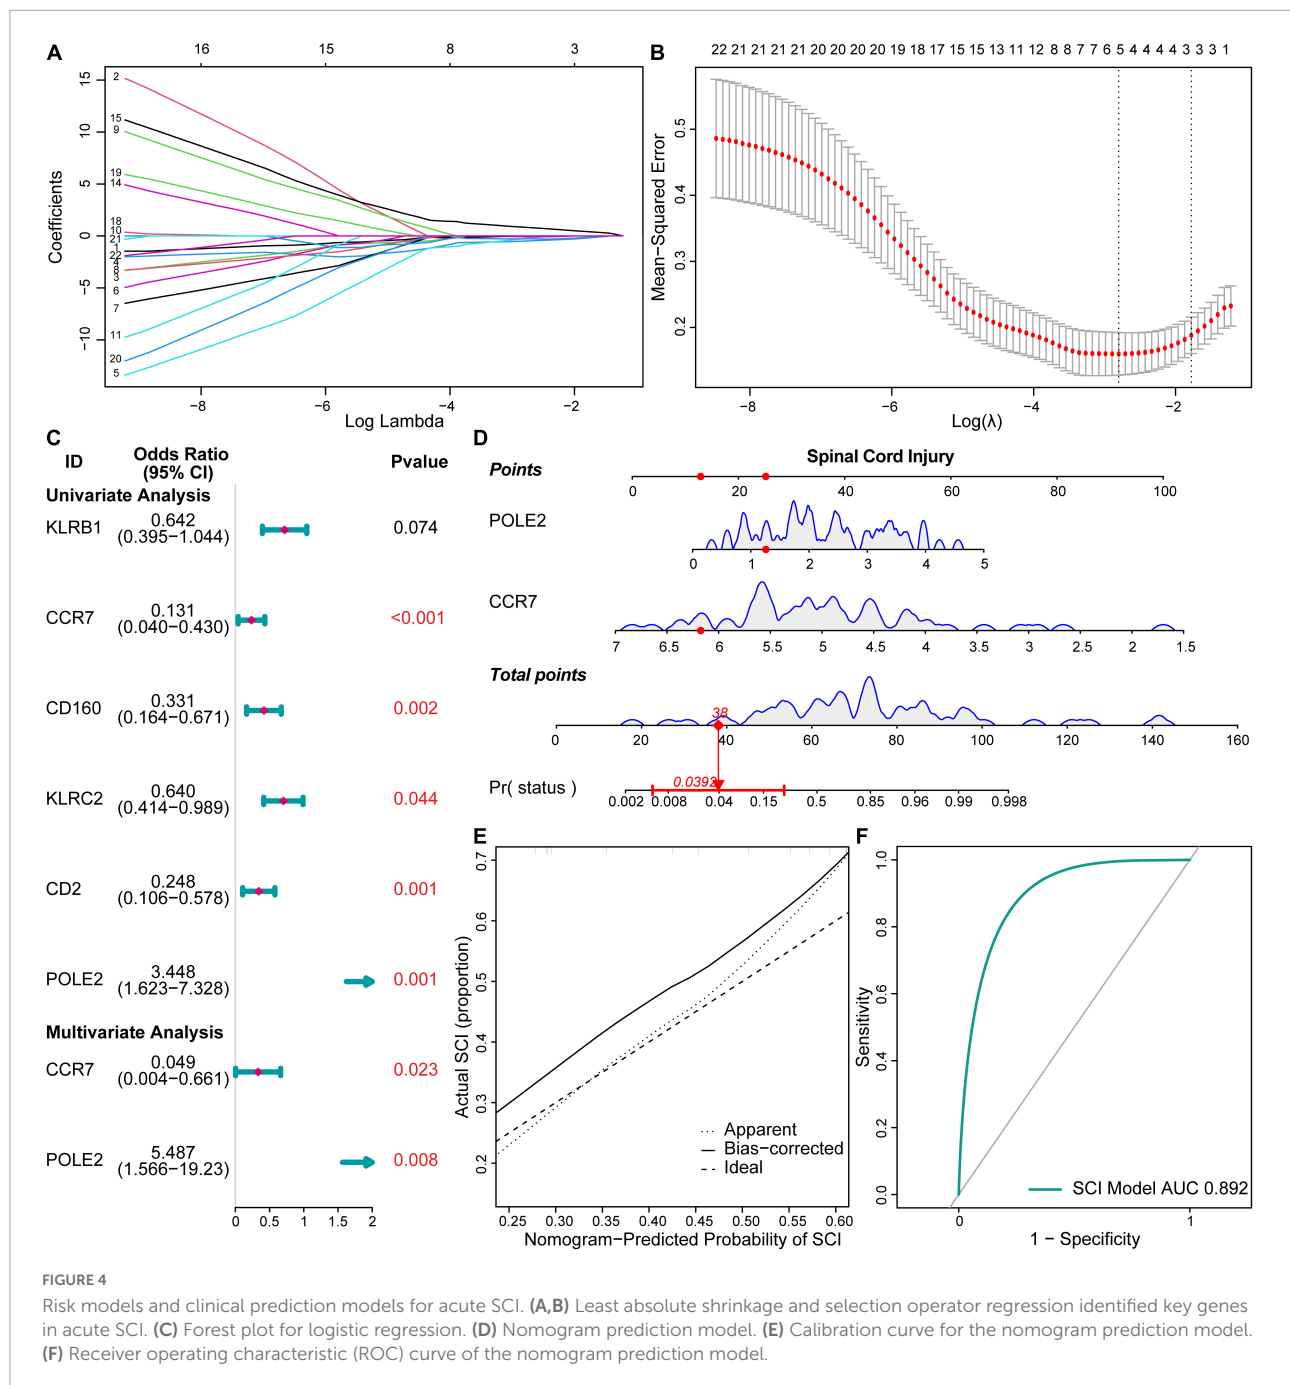 A
16 15 8 3
15
10
5
0
−5
−10
Coefficients
2
15
9
19
14
18
10
21
1
22
4
8
3
6
7
11
20
5
−8 −6 −4 −2
Log Lambda
B
22 21 21 21 21 20 20 20 20 19 18 17 15 15 13 11 12 8 8 7 7 6 5 4 4 4 4 3 3 3 1
0.5
0.4
0.3
0.2
Mean−Squared Error
−8 −6 −4 −2
Log(λ)
C
ID Odds Ratio Pvalue
(95% CI)
Univariate Analysis
KLRB1 0.642 0.074
(0.395−1.044)
CCR7 0.131 <0.001
(0.040−0.430)
CD160 0.331 0.002
(0.164−0.671)
KLRC2 0.640 0.044
(0.414−0.989)
CD2 0.248 0.001
(0.106−0.578)
POLE2 3.448 0.001
(1.623−7.328)
Multivariate Analysis
CCR7 0.049 0.023
(0.004−0.661)
POLE2 5.487 0.008
(1.566−19.23)
0 0.5 1 1.5 2
D
Spinal Cord Injury
Points
0 20 40 60 80 100
POLE2
0 1 2 3 4 5
CCR7
7 6.5 6 5.5 5 4.5 4 3.5 3 2.5 2 1.5
Total points
38
0 20 40 60 80 100 120 140 160
Pr( status )
0.0392
0.002 0.008 0.04 0.15 0.5 0.85 0.96 0.99 0.998
E
0.7
0.6
0.5
0.4
0.3
0.2
Actual SCI (proportion)
Apparent
Bias−corrected
Ideal
0.25 0.30 0.35 0.40 0.45 0.50 0.55 0.60
Nomogram−Predicted Probability of SCI
F
1.0
0.8
0.6
0.4
0.2
0.0
Sensitivity
SCI Model AUC 0.892
0 1
1 − Specificity
FIGURE 4
Risk models and clinical prediction models for acute SCI. (A,B) Least absolute shrinkage and selection operator regression identified key genes
in acute SCI. (C) Forest plot for logistic regression. (D) Nomogram prediction model. (E) Calibration curve for the nomogram prediction model.
(F) Receiver operating characteristic (ROC) curve of the nomogram prediction model.